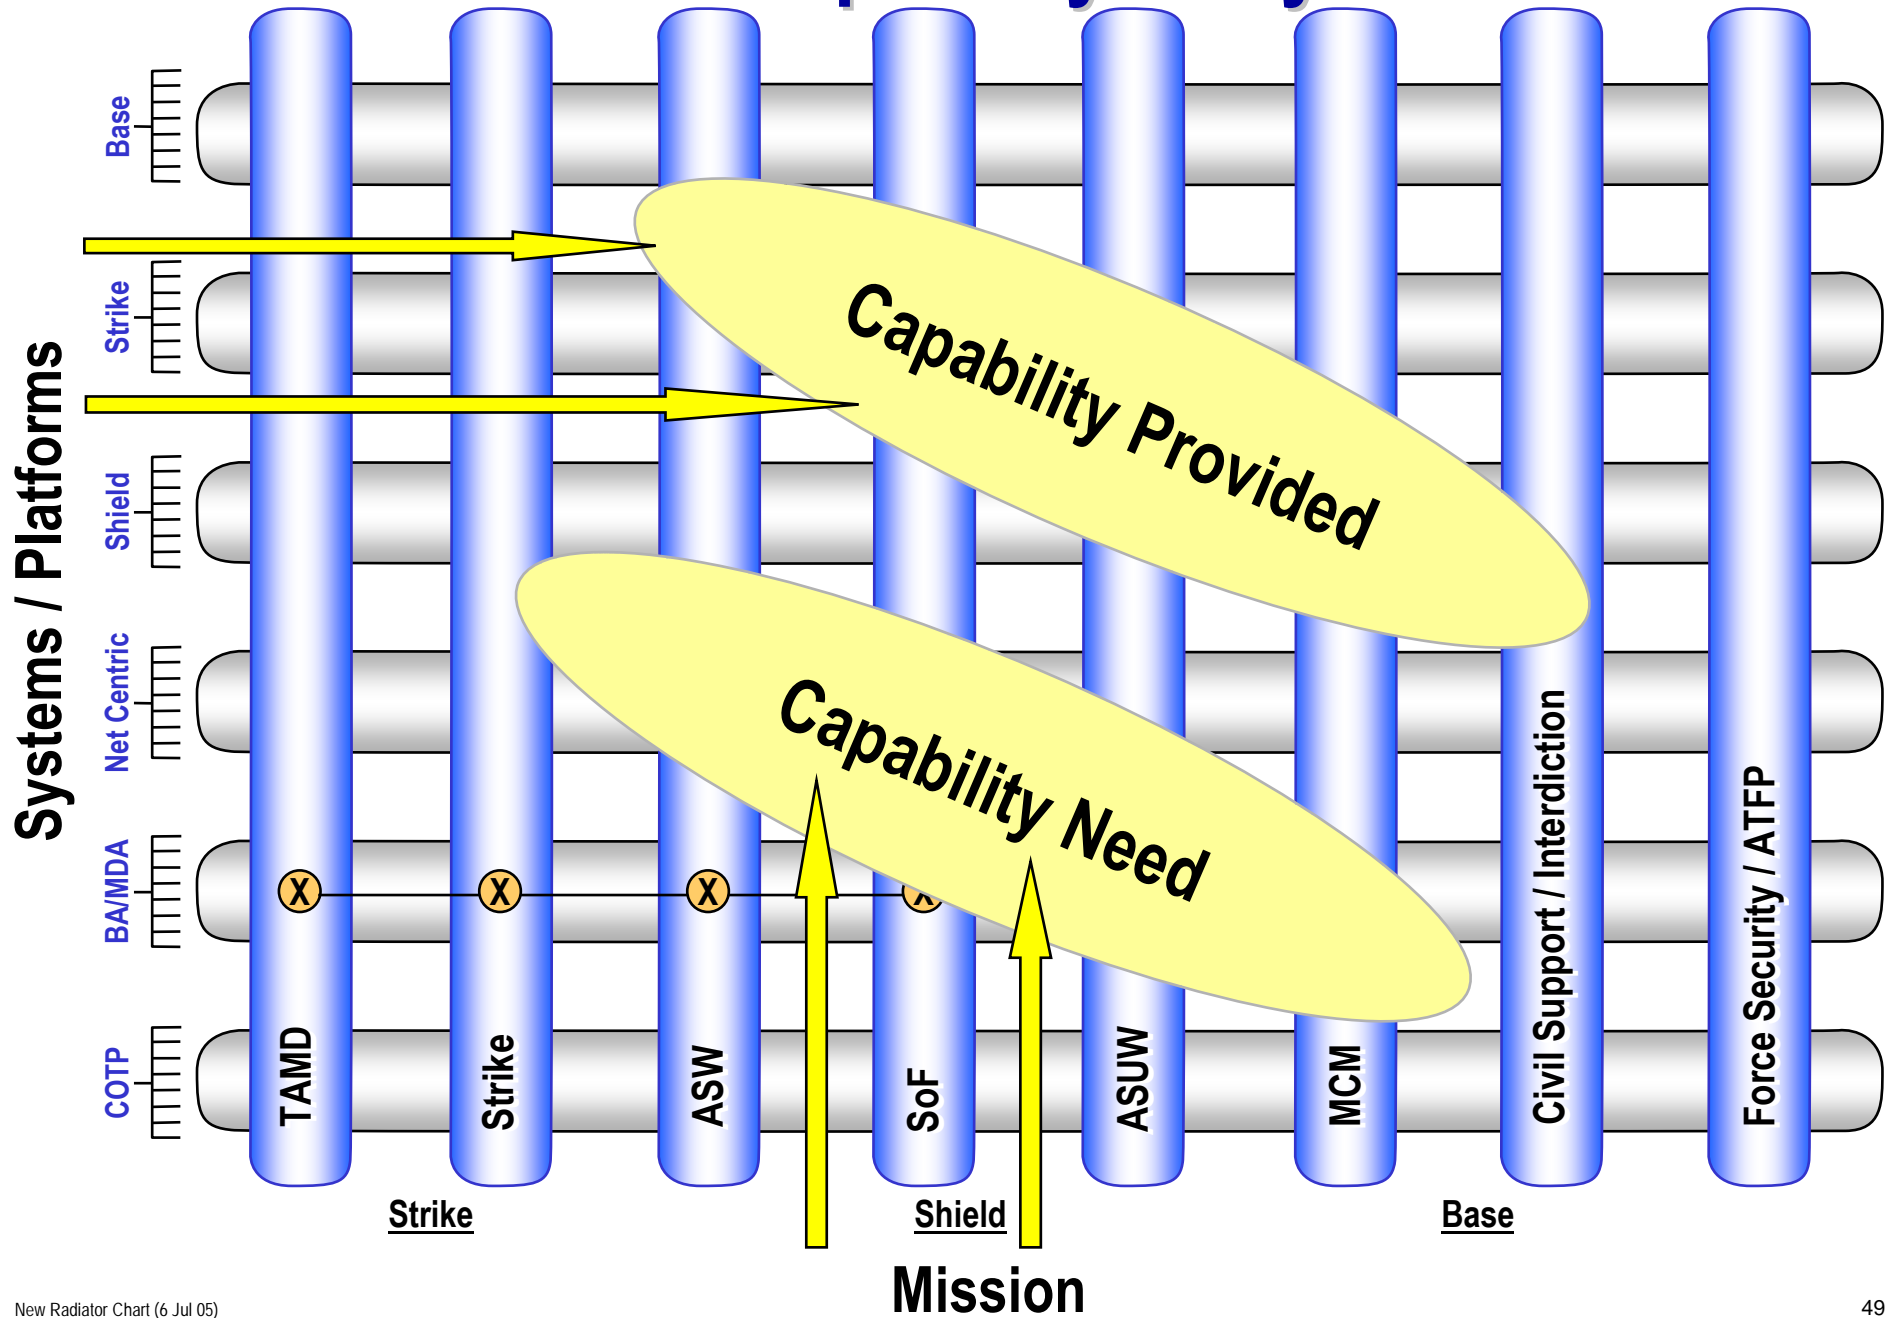 Base
Strike
Shield
Net Centric
BA/MDA
COTP
Systems / Platforms
Capability Provided
Capability Need
X
X
X
X
TAMD
Strike
ASW
SoF
ASUW
MCM
Civil Support / Interdiction
Force Security / ATFP
Strike
Shield
Base
Mission
New Radiator Chart (6 Jul 05)
49